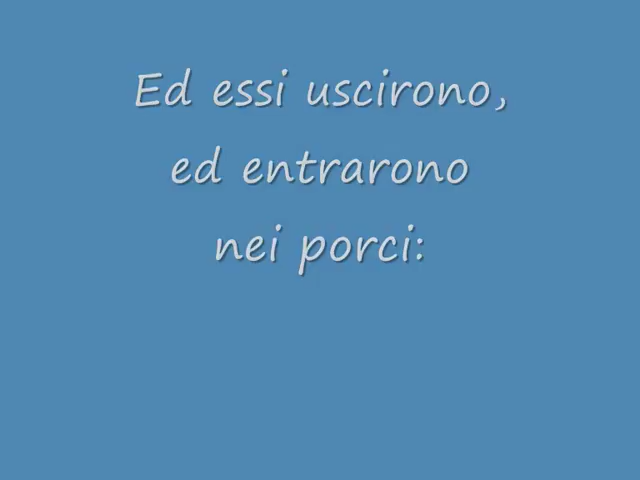 Ed essi uscirono,
ed entrarono
nei porci: